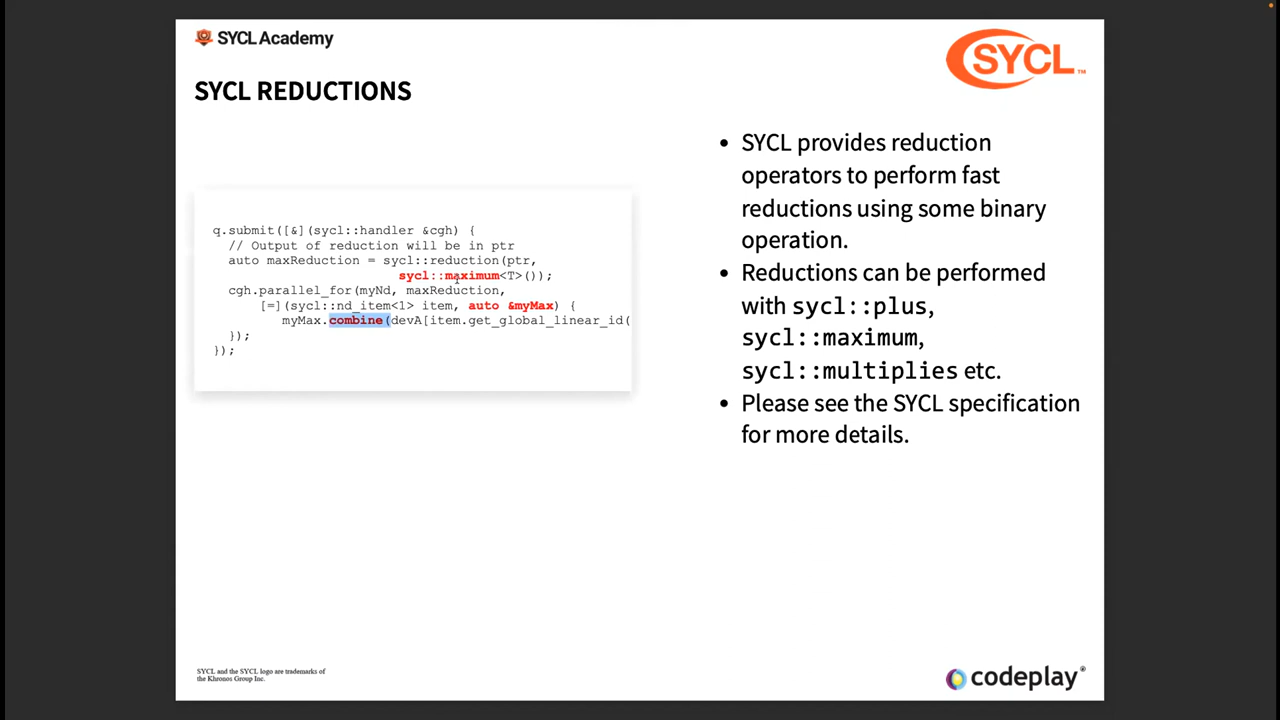 SYCL Academy
SYCL™
SYCL REDUCTIONS
q.submit([&](sycl::handler &cgh) {
// Output of reduction will be in ptr
auto maxReduction = sycl::reduction(ptr,
sycl::maximum<T>());
cgh.parallel_for(myNd, maxReduction,
[=](sycl::nd_item<1> item, auto &myMax) {
myMax.combine(devA[item.get_global_linear_id(
});
});
• SYCL provides reduction
operators to perform fast
reductions using some binary
operation.
• Reductions can be performed
with sycl::plus,
sycl::maximum,
sycl::multiplies etc.
• Please see the SYCL specification
for more details.
SYCL and the SYCL logo are trademarks of
the Khronos Group Inc.
codeplay®